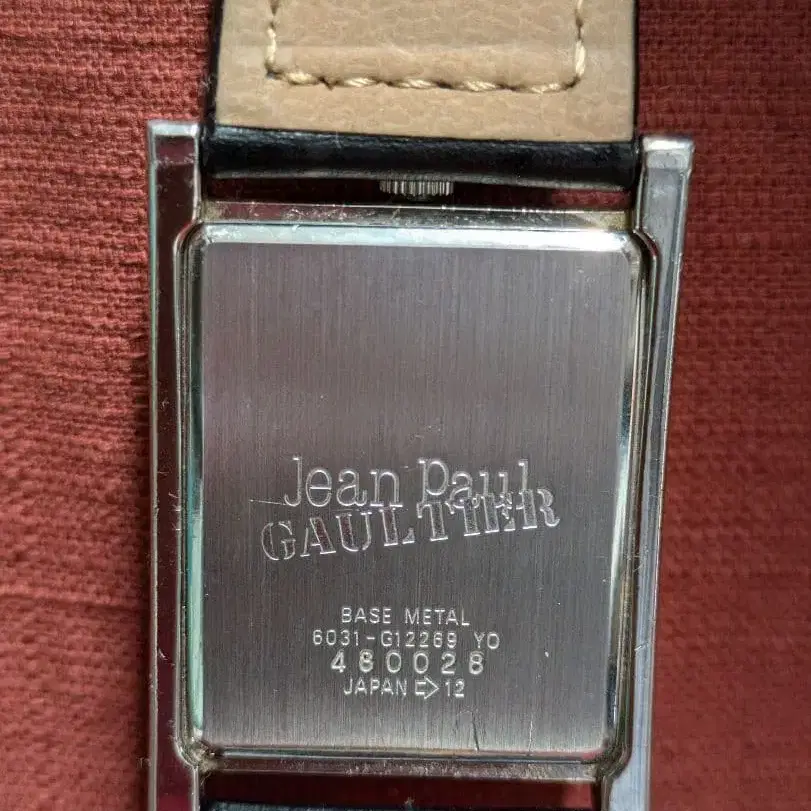 Jean Paul
GAULTIER
BASE METAL
6031-G12269 YO
480028
JAPAN ⇨ 12